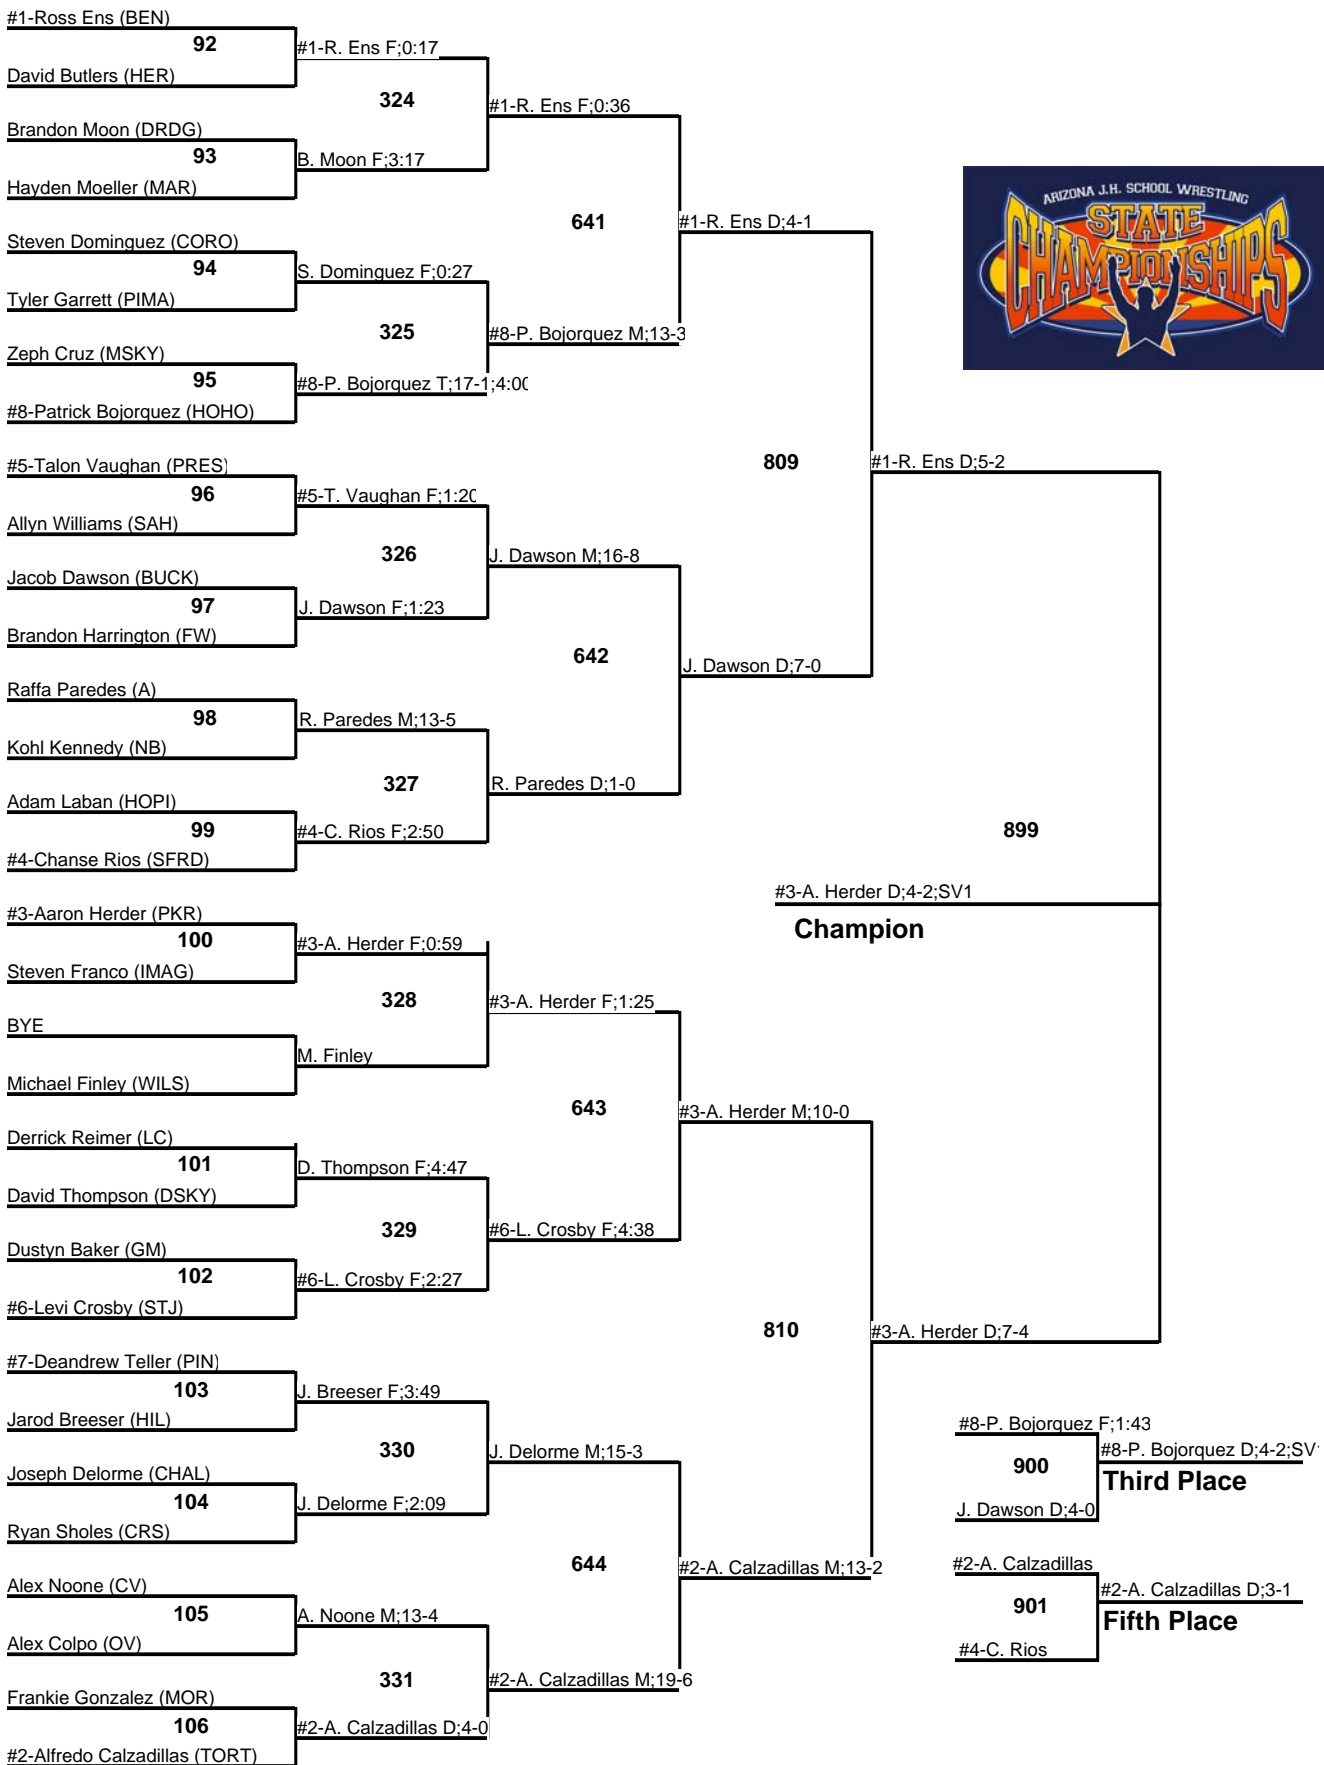 #1-Ross Ens (BEN)
92
#1-R. Ens F;0:17
David Butlers (HER)
324
#1-R. Ens F;0:36
Brandon Moon (DRDG)
93
B. Moon F;3:17
Hayden Moeller (MAR)
641
#1-R. Ens D;4-1
Steven Dominguez (CORO)
94
S. Dominguez F;0:27
Tyler Garrett (PIMA)
325
#8-P. Bojorquez M;13-3
Zeph Cruz (MSKY)
95
#8-P. Bojorquez T;17-1;4:00
#8-Patrick Bojorquez (HOHO)
809
#1-R. Ens D;5-2
#5-Talon Vaughan (PRES)
96
#5-T. Vaughan F;1:20
Allyn Williams (SAH)
326
J. Dawson M;16-8
Jacob Dawson (BUCK)
97
J. Dawson F;1:23
Brandon Harrington (FW)
642
J. Dawson D;7-0
Raffa Paredes (A)
98
R. Paredes M;13-5
Kohl Kennedy (NB)
327
R. Paredes D;1-0
Adam Laban (HOPI)
99
#4-C. Rios F;2:50
#4-Chanse Rios (SFRD)
899
#3-A. Herder D;4-2;SV1
Champion
#3-Aaron Herder (PKR)
100
#3-A. Herder F;0:59
Steven Franco (IMAG)
328
#3-A. Herder F;1:25
BYE
M. Finley
Michael Finley (WILS)
643
#3-A. Herder M;10-0
Derrick Reimer (LC)
101
D. Thompson F;4:47
David Thompson (DSKY)
329
#6-L. Crosby F;4:38
Dustyn Baker (GM)
102
#6-L. Crosby F;2:27
#6-Levi Crosby (STJ)
810
#3-A. Herder D;7-4
#7-Deandrew Teller (PIN)
103
J. Breeser F;3:49
Jarod Breeser (HIL)
330
J. Delorme M;15-3
Joseph Delorme (CHAL)
104
J. Delorme F;2:09
Ryan Sholes (CRS)
644
#2-A. Calzadillas M;13-2
Alex Noone (CV)
105
A. Noone M;13-4
Alex Colpo (OV)
331
#2-A. Calzadillas M;19-6
Frankie Gonzalez (MOR)
106
#2-A. Calzadillas D;4-0
#2-Alfredo Calzadillas (TORT)
ARIZONA J.H. SCHOOL WRESTLING
STATE
CHAMPIONSHIPS
#8-P. Bojorquez F;1:43
900
#8-P. Bojorquez D;4-2;SV
Third Place
J. Dawson D;4-0
#2-A. Calzadillas
901
#2-A. Calzadillas D;3-1
Fifth Place
#4-C. Rios